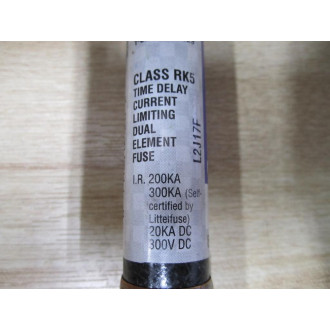 CLASS RK5
TIME DELAY
CURRENT
LIMITING
DUAL
ELEMENT
FUSE
I.R. 200KA
300KA (Self-
certified by
Littelfuse)
20KA DC
300V DC
L2J17F